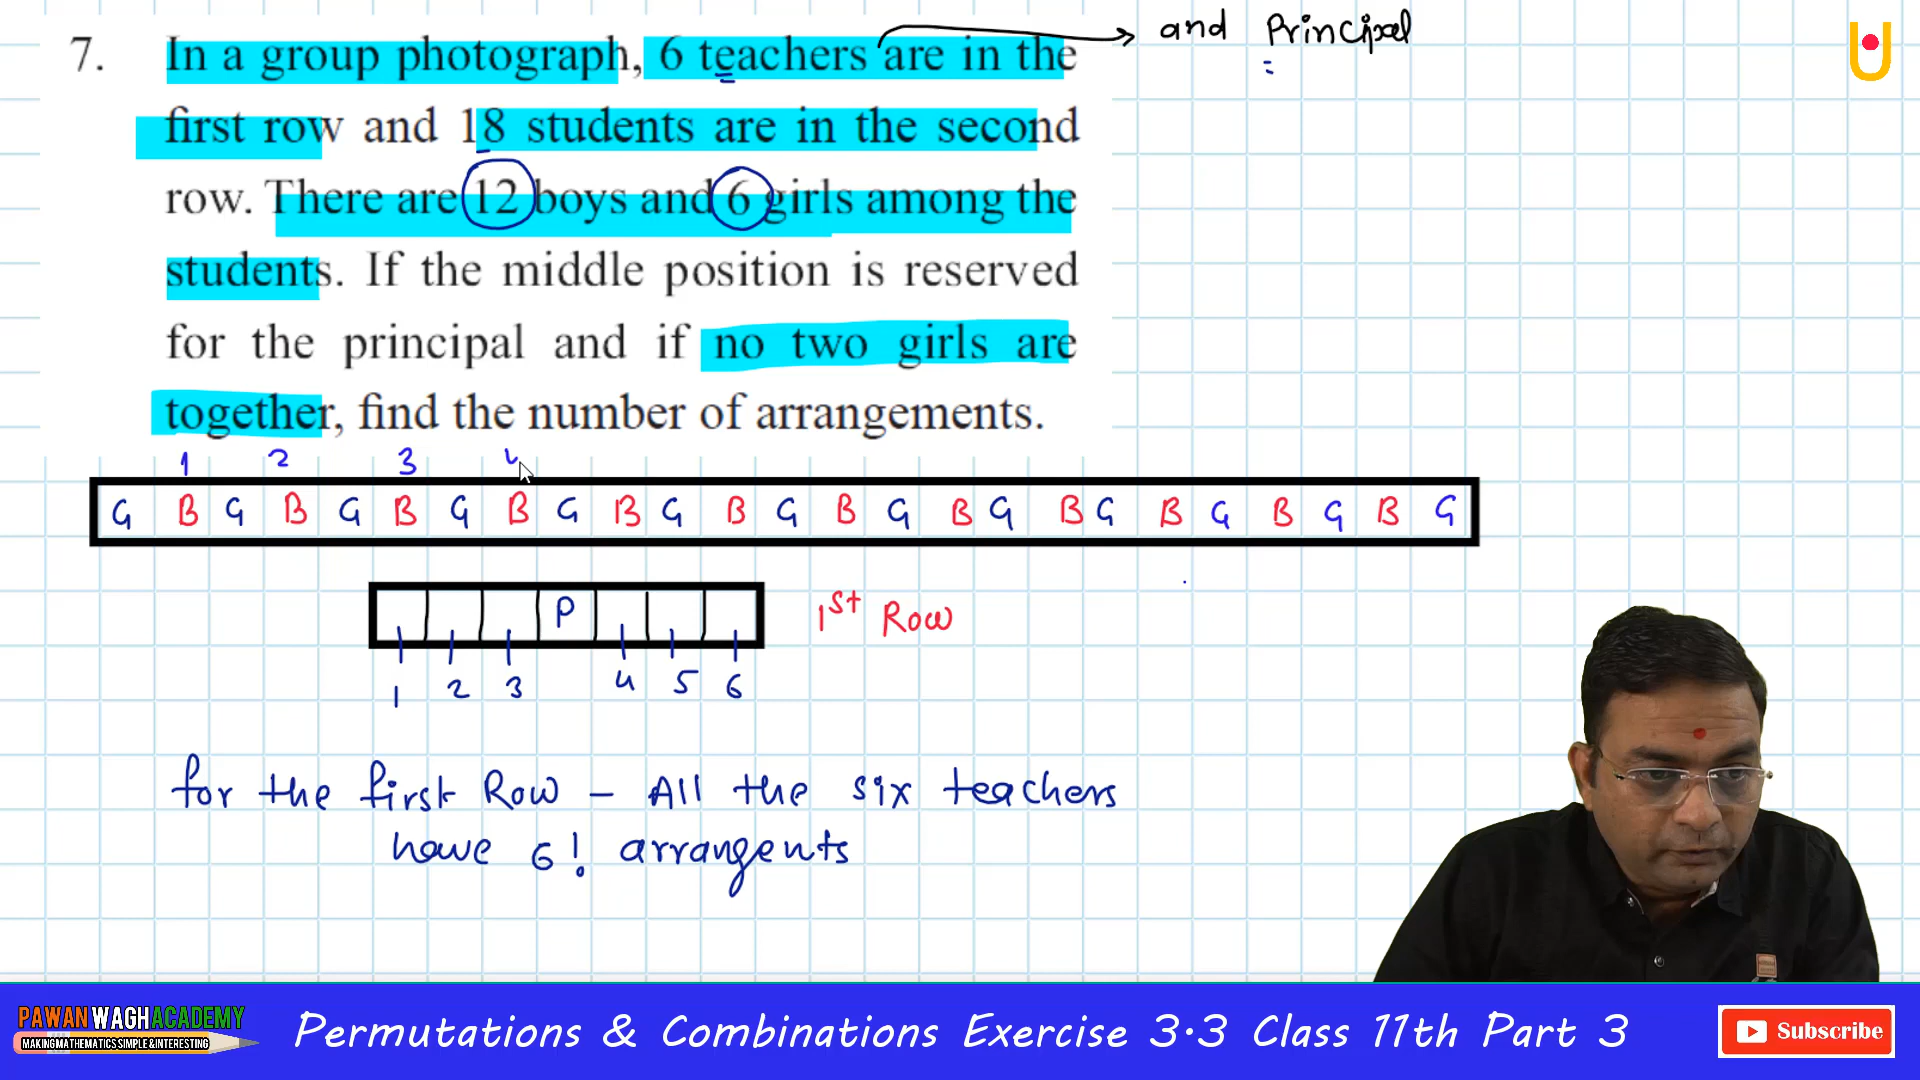 7. In a group photograph, 6 teachers are in the
first row and 18 students are in the second
row. There are 12 boys and 6 girls among the
students. If the middle position is reserved
for the principal and if no two girls are
together, find the number of arrangements.
and Principal
1 2 3
G B G B G B G B G B G B G B G B G B G B G B G B G
P
1st Row
1 2 3 4 5 6
for the first Row - All the six teachers
have 6! arrangents
PAWAN WAGH ACADEMY
MAKING MATHEMATICS SIMPLE & INTERESTING
Permutations & Combinations Exercise 3.3 Class 11th Part 3
Subscribe